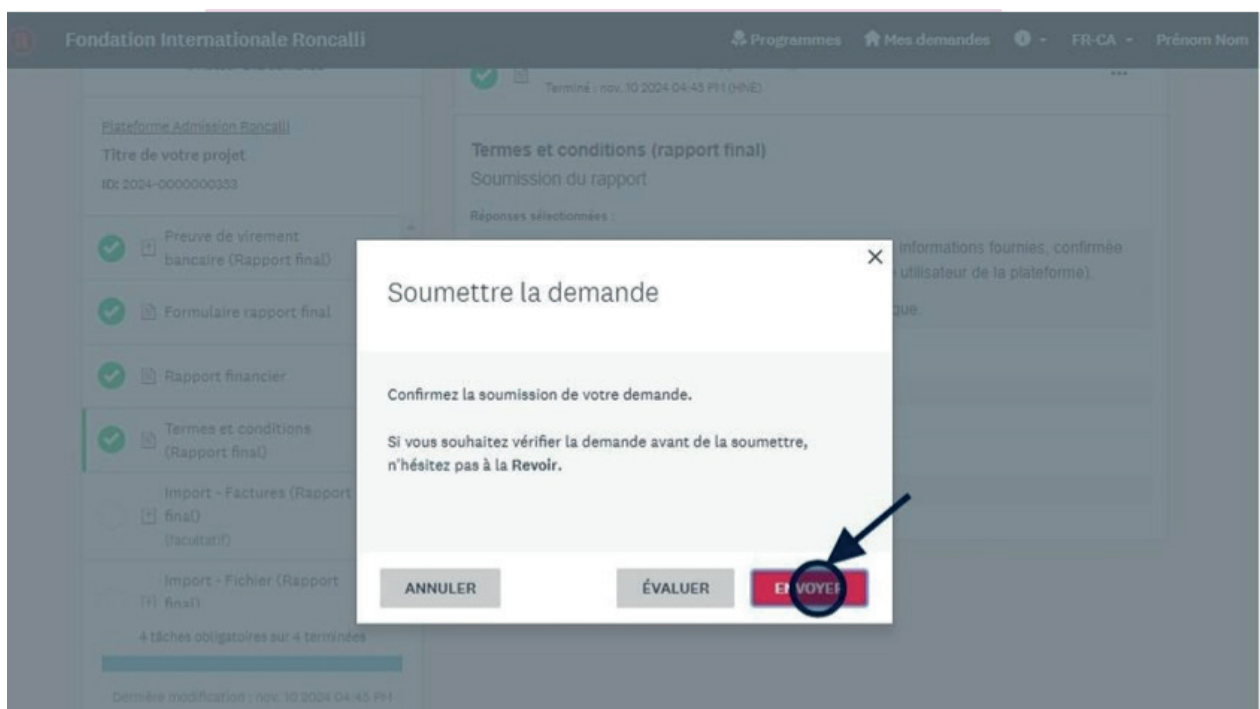 Fondation Internationale Roncalli
Programmes
Mes demandes
FR-CA
Prénom Nom
Terminé : nov. 10 2024 04:45 PM (HNE)
Plateforme Admission Roncalli
Titre de votre projet
ID: 2024-0000000353
Preuve de virement
bancaire (Rapport final)
Formulaire rapport final
Rapport financier
Termes et conditions
(Rapport final)
Import - Factures (Rapport
final)
(facultatif)
Import - Fichier (Rapport
final)
4 tâches obligatoires sur 4 terminées
Dernière modification : nov. 10 2024 04:45 PM
Termes et conditions (rapport final)
Soumission du rapport
Réponses sélectionnées :
informations fournies, confirmée
utilisateur de la plateforme).
que.
Soumettre la demande
Confirmez la soumission de votre demande.
Si vous souhaitez vérifier la demande avant de la soumettre,
n'hésitez pas à la Revoir.
ANNULER
ÉVALUER
ENVOYER